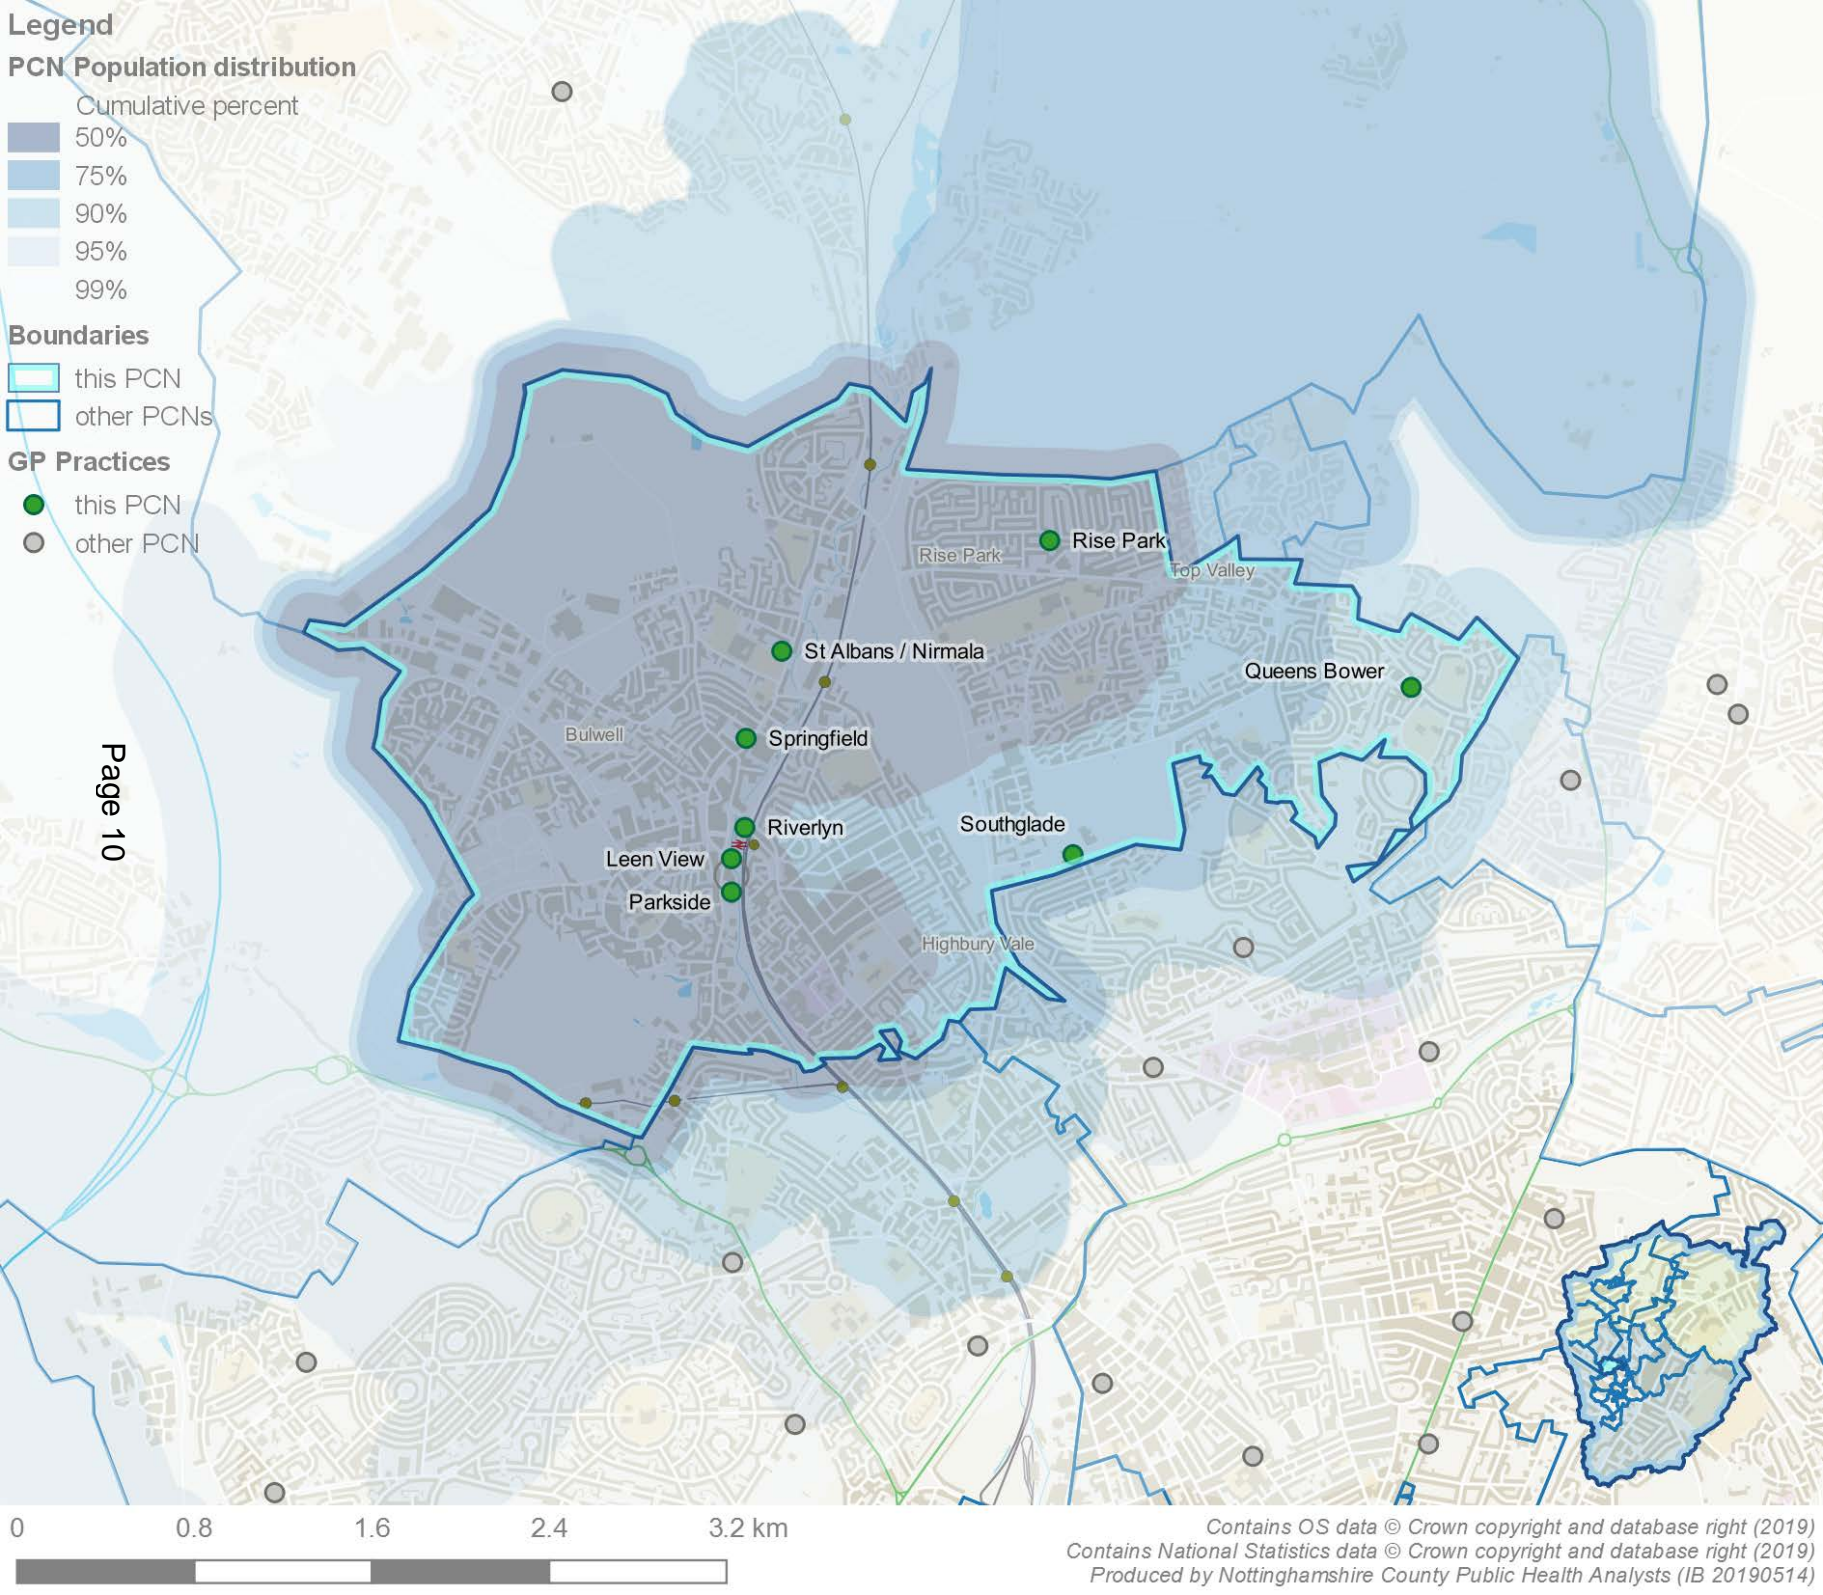 Legend
PCN Population distribution
Cumulative percent
50%
75%
90%
95%
99%
Boundaries
this PCN
other PCNs
GP Practices
this PCN
other PCN
Rise Park
Rise Park
Top Valley
St Albans / Nirmala
Queens Bower
Bulwell
Springfield
Page 10
Southglade
Riverlyn
Leen View
Parkside
Highbury Vale
0 0.8 1.6 2.4 3.2 km
Contains OS data © Crown copyright and database right (2019)
Contains National Statistics data © Crown copyright and database right (2019)
Produced by Nottinghamshire County Public Health Analysts (IB 20190514)